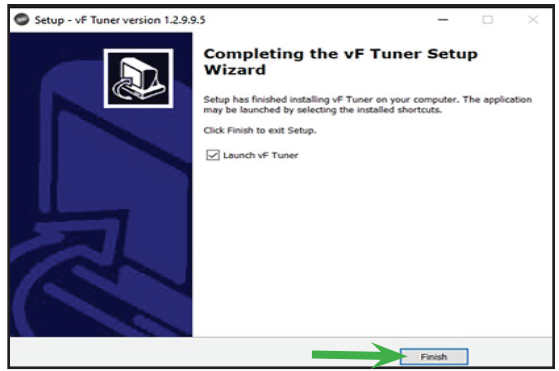 Setup - vF Tuner version 1.2.9.9.5
Completing the vF Tuner Setup
Wizard
Setup has finished installing vF Tuner on your computer. The application
may be launched by selecting the installed shortcuts.
Click Finish to exit Setup.
Launch vF Tuner
Finish